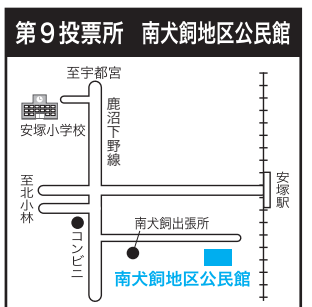 第９投票所　南犬飼地区公民館
至宇都宮
鹿沼下野線
安塚小学校
至北小林
安塚駅
コンビニ
南犬飼出張所
南犬飼地区公民館